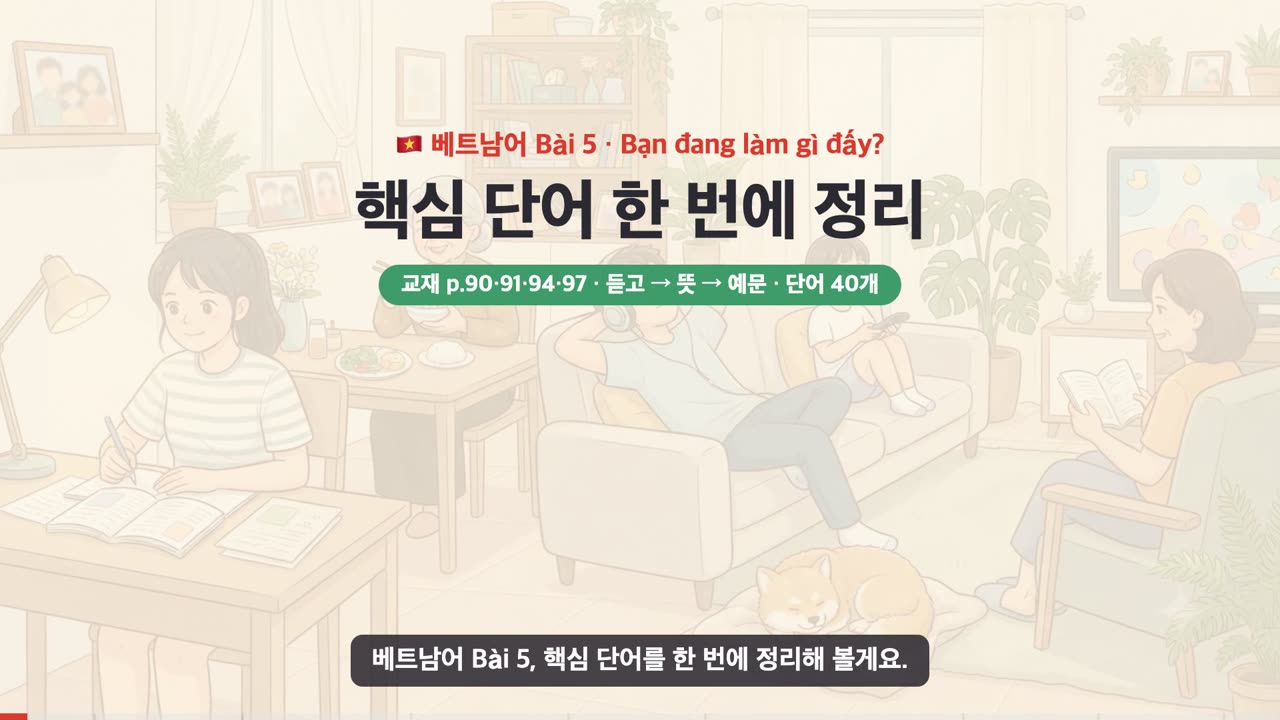 🇻🇳 베트남어 Bài 5 · Bạn đang làm gì đấy?
핵심 단어 한 번에 정리
교재 p.90·91·94·97 · 듣고 → 뜻 → 예문 · 단어 40개
베트남어 Bài 5, 핵심 단어를 한 번에 정리해 볼게요.